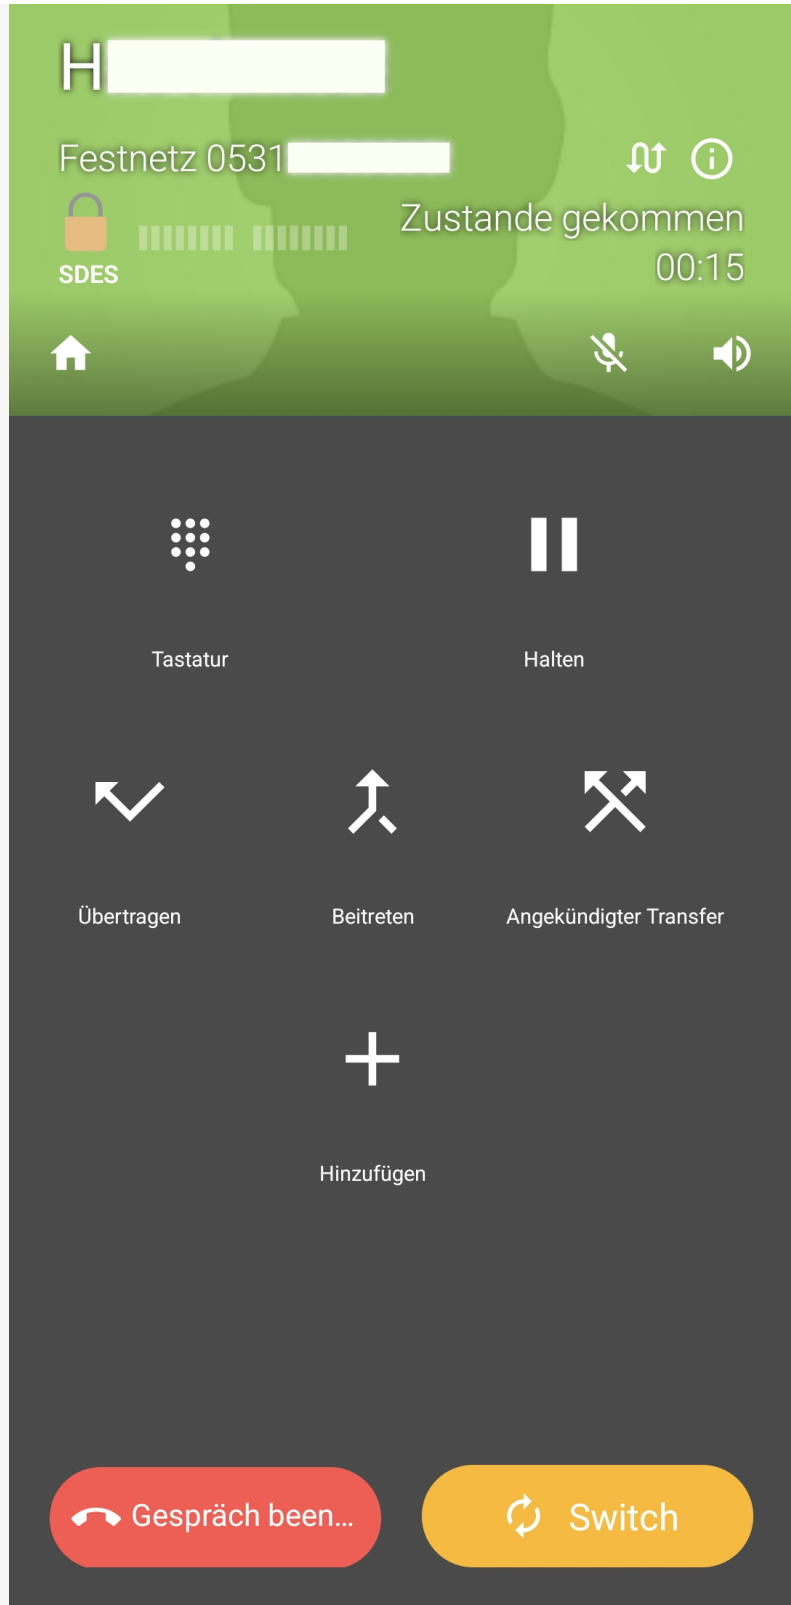 H
Festnetz 0531
Zustande gekommen
SDES
00:15
Tastatur
Halten
Übertragen
Beitreten
Angekündigter Transfer
Hinzufügen
Gespräch been...
Switch